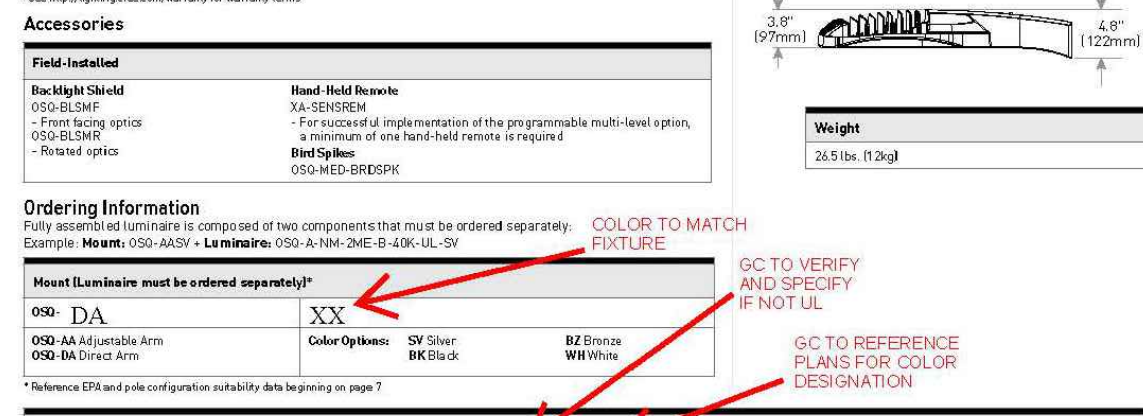 Accessories
Field-Installed
Backlight Shield
OSQ-BLSMF
- Front facing optics
OSQ-BLSMR
- Rotated optics
Hand-Held Remote
XA-SENSREM
- For successful implementation of the programmable multi-level option,
a minimum of one hand-held remote is required
Bird Spikes
OSQ-MED-BRDSPK
3.8"
(97mm)
4.8"
(122mm)
Weight
26.5 lbs. (12kg)
Ordering Information
Fully assembled luminaire is composed of two components that must be ordered separately:
Example: Mount: OSQ-AASV + Luminaire: OSQ-A-NM-2ME-B-40K-UL-SV
COLOR TO MATCH
FIXTURE
Mount (Luminaire must be ordered separately)*
OSQ- DA XX
OSQ-AA Adjustable Arm
OSQ-DA Direct Arm
Color Options: SV Silver BZ Bronze
BK Black WH White
* Reference EPA and pole configuration suitability data beginning on page 7
GC TO VERIFY
AND SPECIFY
IF NOT UL
GC TO REFERENCE
PLANS FOR COLOR
DESIGNATION